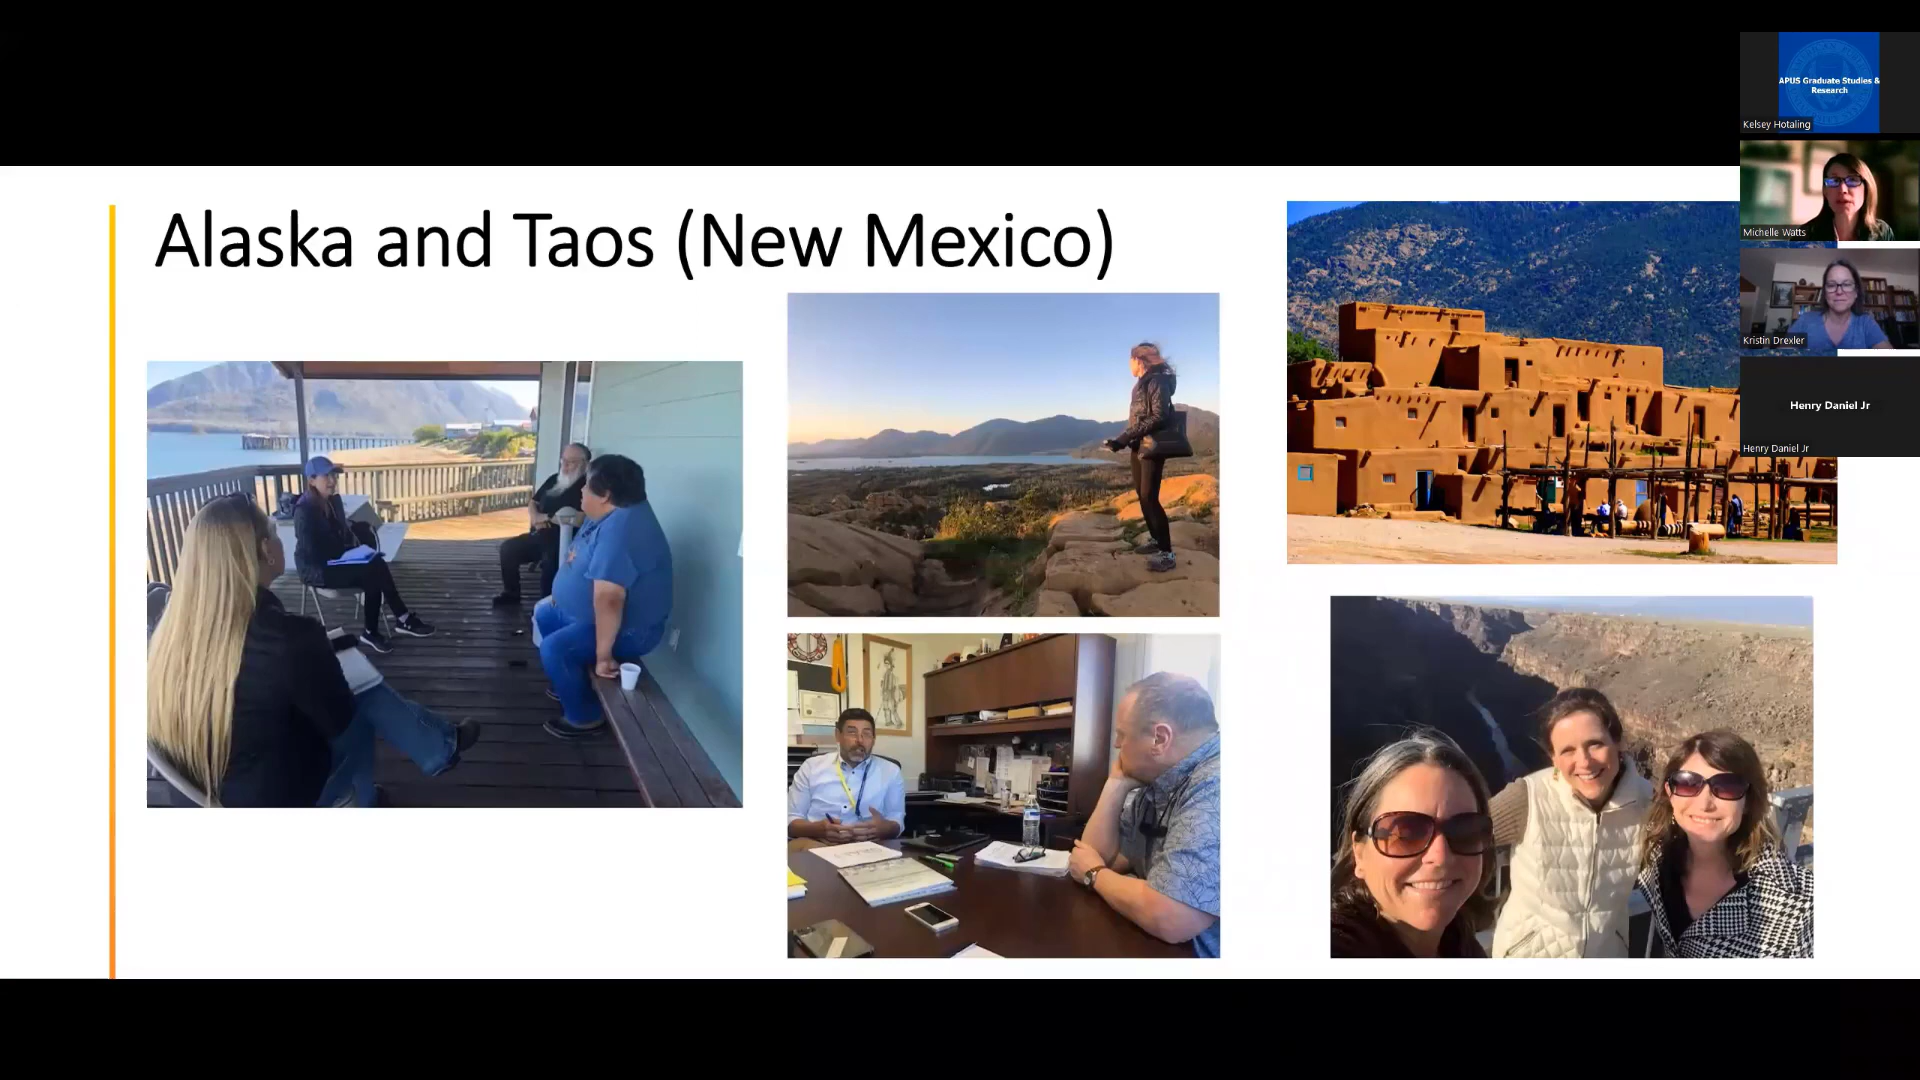 Alaska and Taos (New Mexico)
APUS Graduate Studies &
Research
Kelsey Hotaling
Michelle Watts
Kristin Drexler
Henry Daniel Jr
Henry Daniel Jr